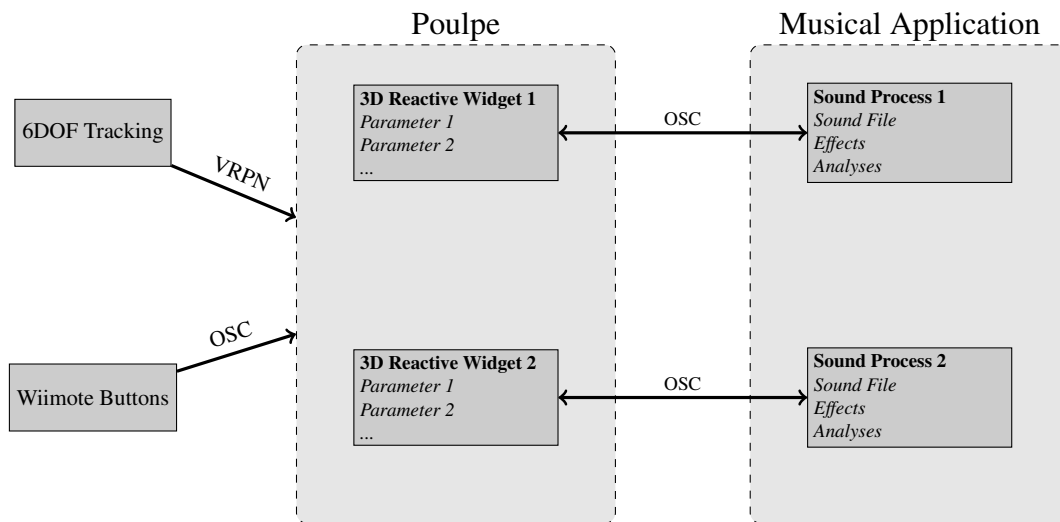 Poulpe
Musical Application
6DOF Tracking
VRPN
3D Reactive Widget 1
Parameter 1
Parameter 2
...
OSC
Sound Process 1
Sound File
Effects
Analyses
Wiimote Buttons
OSC
3D Reactive Widget 2
Parameter 1
Parameter 2
...
OSC
Sound Process 2
Sound File
Effects
Analyses